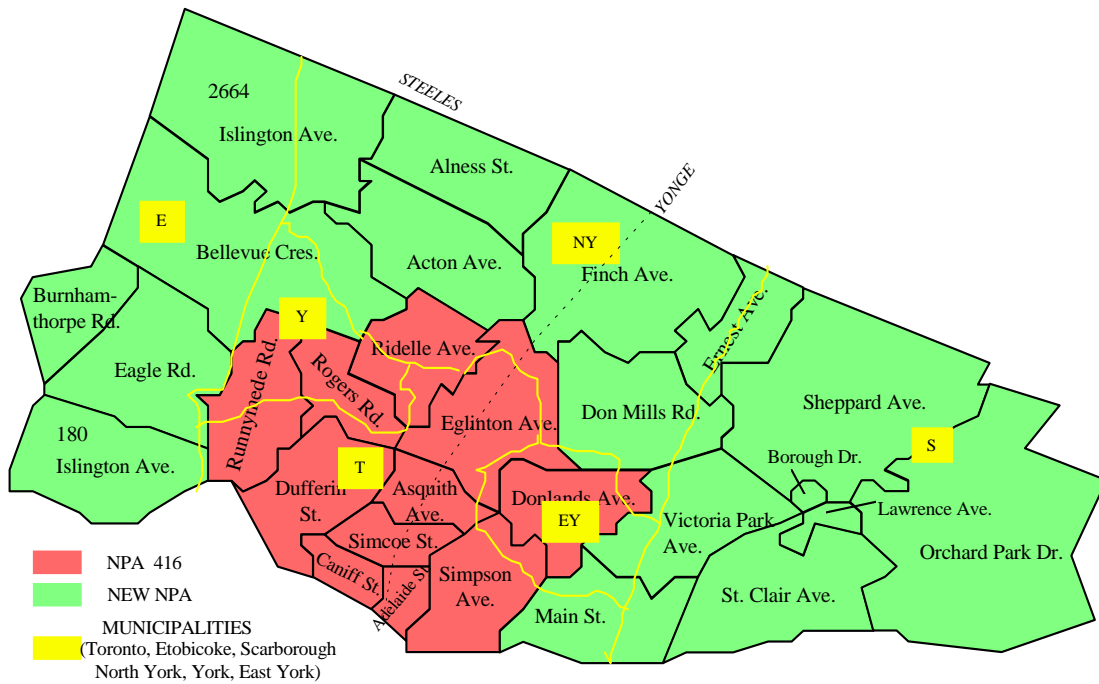 2664
Islington Ave.
STEELES
Alness St.
YONGE
E
NY
Bellevue Cres.
Acton Ave.
Finch Ave.
Burnham-
thorpe Rd.
Y
Ernest Ave.
Ridelle Ave.
Eagle Rd.
Runnymede Rd.
Rogers Rd.
Don Mills Rd.
Sheppard Ave.
Eglinton Ave.
180
Islington Ave.
T
S
Borough Dr.
Dufferin
St.
Asquith
Ave.
Donlands Ave.
EY
Victoria Park
Ave.
Lawrence Ave.
Simcoe St.
Orchard Park Dr.
Caniff St.
Adelaide St.
Simpson
Ave.
St. Clair Ave.
Main St.
NPA 416
NEW NPA
MUNICIPALITIES
(Toronto, Etobicoke, Scarborough
North York, York, East York)